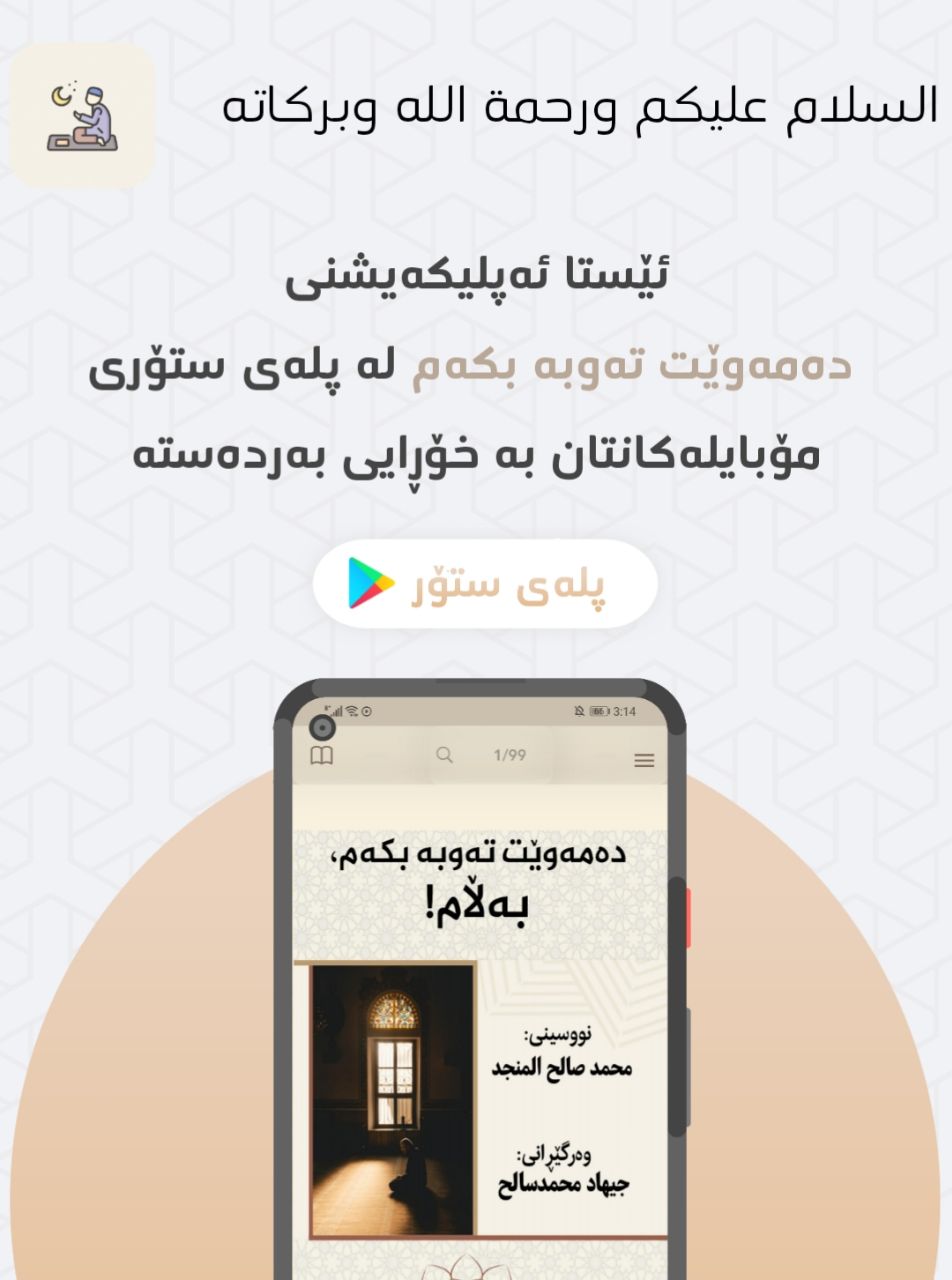 السلام عليكم ورحمة الله وبركاته
ئێستا ئەپلیکەیشنی
دەمەوێت تەوبە بکەم لە پلەی ستۆری
مۆبایلەکانتان بە خۆڕایی بەردەستە
پلەی ستۆر
3:14
1/99
دەمەوێت تەوبە بکەم،
بەڵام!
نووسینی:
محمد صالح المنجد
وەرگێڕانی:
جیهاد محمدسالح